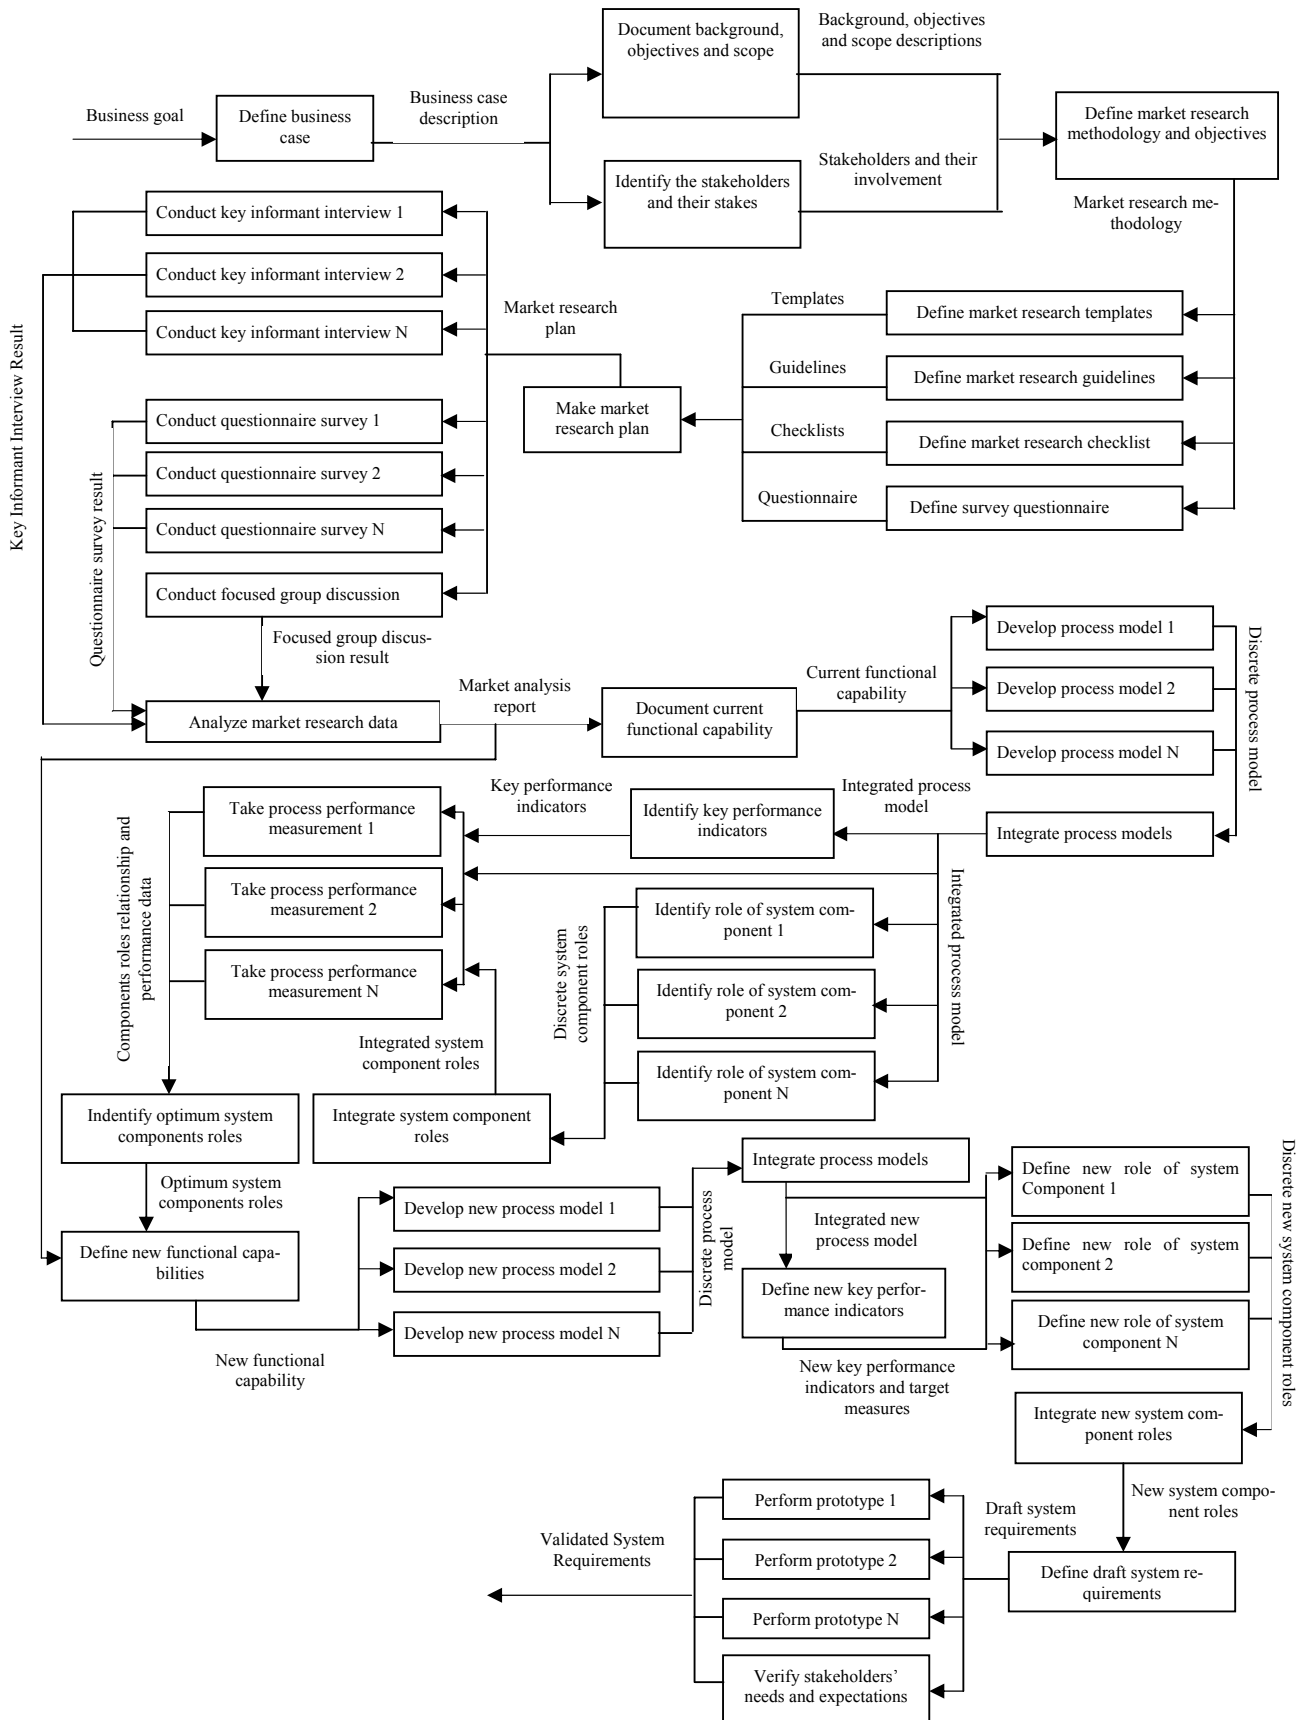 Document background,
objectives and scope
Background, objectives
and scope descriptions
Business goal
Define business
case
Business case
description
Define market research
methodology and objectives
Identify the stakeholders
and their stakes
Stakeholders and their
involvement
Market research me-
thodology
Conduct key informant interview 1
Conduct key informant interview 2
Conduct key informant interview N
Key Informant Interview Result
Market research
plan
Templates
Define market research templates
Guidelines
Define market research guidelines
Make market
research plan
Checklists
Define market research checklist
Questionnaire
Define survey questionnaire
Conduct questionnaire survey 1
Conduct questionnaire survey 2
Conduct questionnaire survey N
Questionnaire survey result
Conduct focused group discussion
Focused group discus-
sion result
Analyze market research data
Market analysis
report
Document current
functional capability
Current functional
capability
Develop process model 1
Develop process model 2
Develop process model N
Discrete process
model
Integrate process models
Integrated process
model
Identify key performance
indicators
Key performance
indicators
Take process performance
measurement 1
Take process performance
measurement 2
Take process performance
measurement N
Components roles relationship and
performance data
Identify role of system com-
ponent 1
Identify role of system com-
ponent 2
Identify role of system com-
ponent N
Integrated process model
Discrete system
component roles
Integrated system
component roles
Integrate system component
roles
Indentify optimum system
components roles
Optimum system
components roles
Define new functional capa-
bilities
New functional
capability
Develop new process model 1
Develop new process model 2
Develop new process model N
Discrete process
model
Integrate process models
Integrated new
process model
Define new key perfor-
mance indicators
New key performance
indicators and target
measures
Define new role of system
Component 1
Define new role of system
component 2
Define new role of system
component N
Discrete new system component roles
Integrate new system com-
ponent roles
New system compo-
nent roles
Define draft system re-
quirements
Draft system
requirements
Perform prototype 1
Perform prototype 2
Perform prototype N
Verify stakeholders’
needs and expectations
Validated System
Requirements